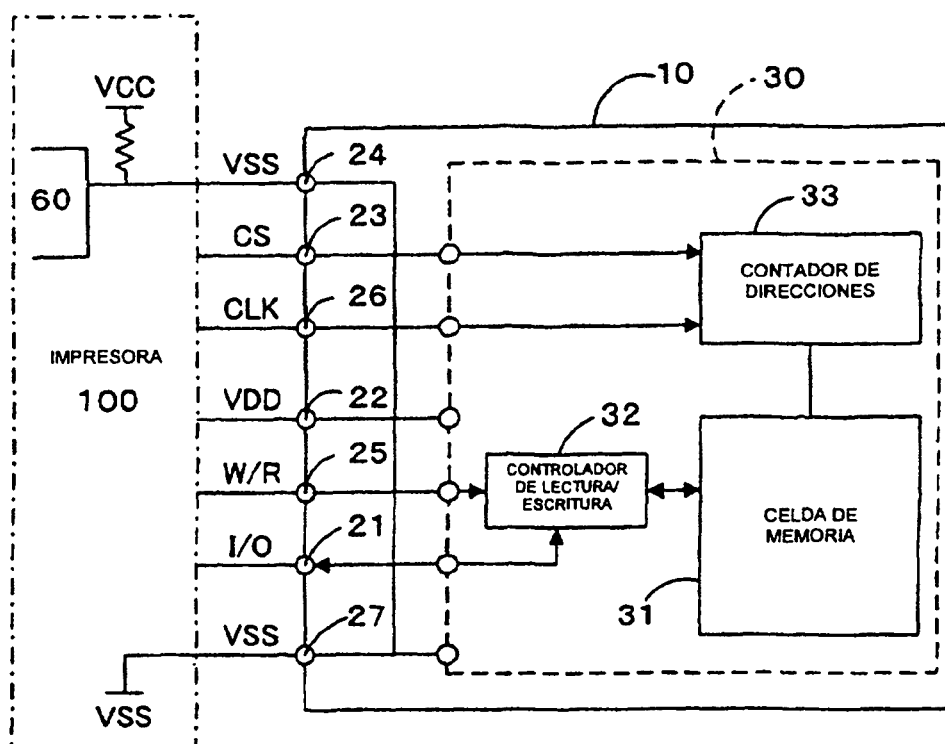 VCC
60
IMPRESORA
100
VSS
VSS
24
CS
23
CLK
26
VDD
22
W/R
25
I/O
21
VSS
27
10
30
33
CONTADOR DE
DIRECCIONES
32
CONTROLADOR
DE LECTURA/
ESCRITURA
CELDA DE
MEMORIA
31